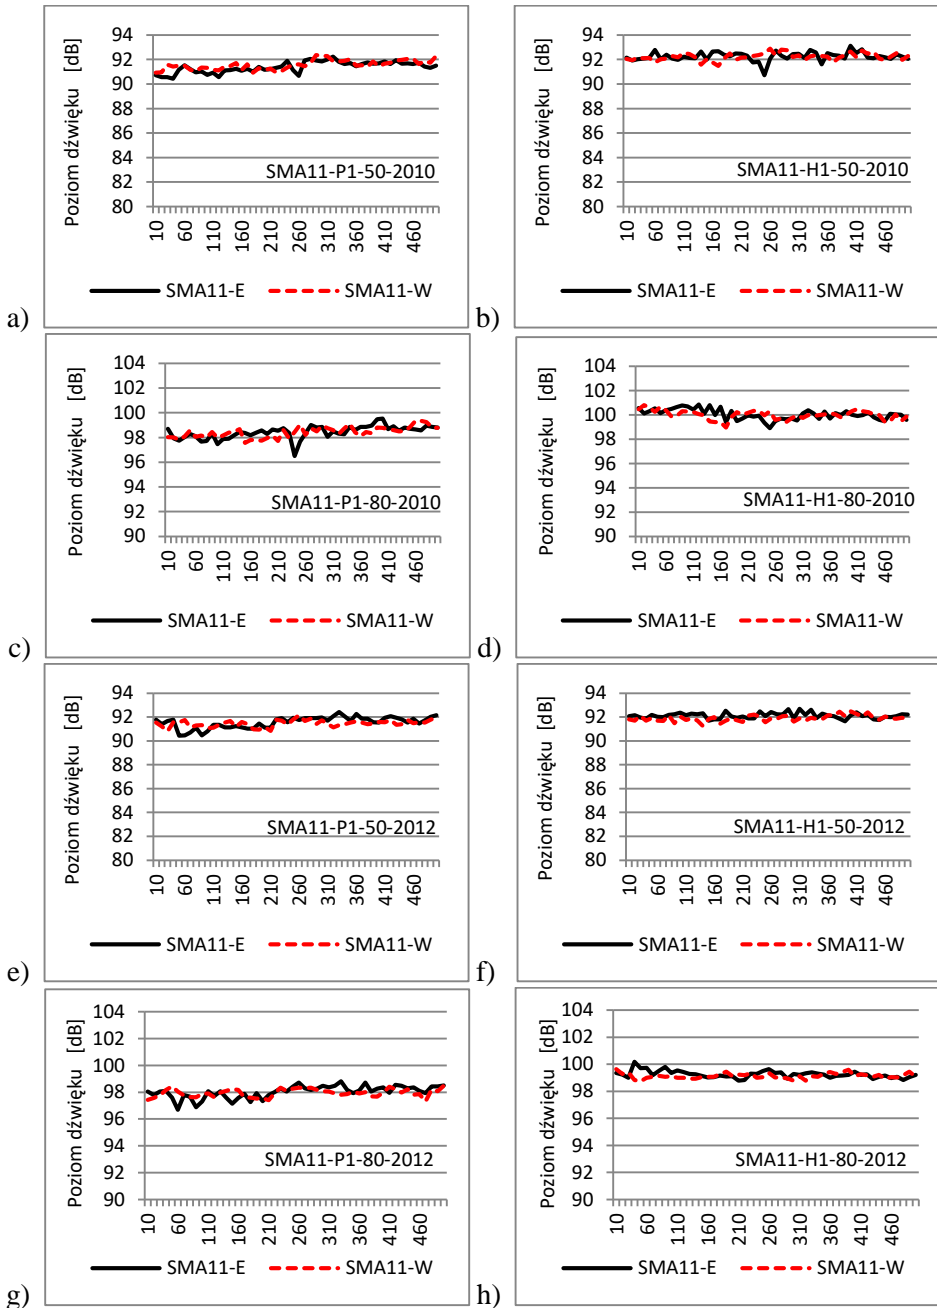 Poziom dźwięku [dB]
94
92
90
88
86
84
82
80
SMA11-P1-50-2010
10 60 110 160 210 260 310 360 410 460
SMA11-E SMA11-W
a)
Poziom dźwięku [dB]
94
92
90
88
86
84
82
80
SMA11-H1-50-2010
10 60 110 160 210 260 310 360 410 460
SMA11-E SMA11-W
b)
Poziom dźwięku [dB]
104
102
100
98
96
94
92
90
SMA11-P1-80-2010
10 60 110 160 210 260 310 360 410 460
SMA11-E SMA11-W
c)
Poziom dźwięku [dB]
104
102
100
98
96
94
92
90
SMA11-H1-80-2010
10 60 110 160 210 260 310 360 410 460
SMA11-E SMA11-W
d)
Poziom dźwięku [dB]
94
92
90
88
86
84
82
80
SMA11-P1-50-2012
10 60 110 160 210 260 310 360 410 460
SMA11-E SMA11-W
e)
Poziom dźwięku [dB]
94
92
90
88
86
84
82
80
SMA11-H1-50-2012
10 60 110 160 210 260 310 360 410 460
SMA11-E SMA11-W
f)
Poziom dźwięku [dB]
104
102
100
98
96
94
92
90
SMA11-P1-80-2012
10 60 110 160 210 260 310 360 410 460
SMA11-E SMA11-W
g)
Poziom dźwięku [dB]
104
102
100
98
96
94
92
90
SMA11-H1-80-2012
10 60 110 160 210 260 310 360 410 460
SMA11-E SMA11-W
h)